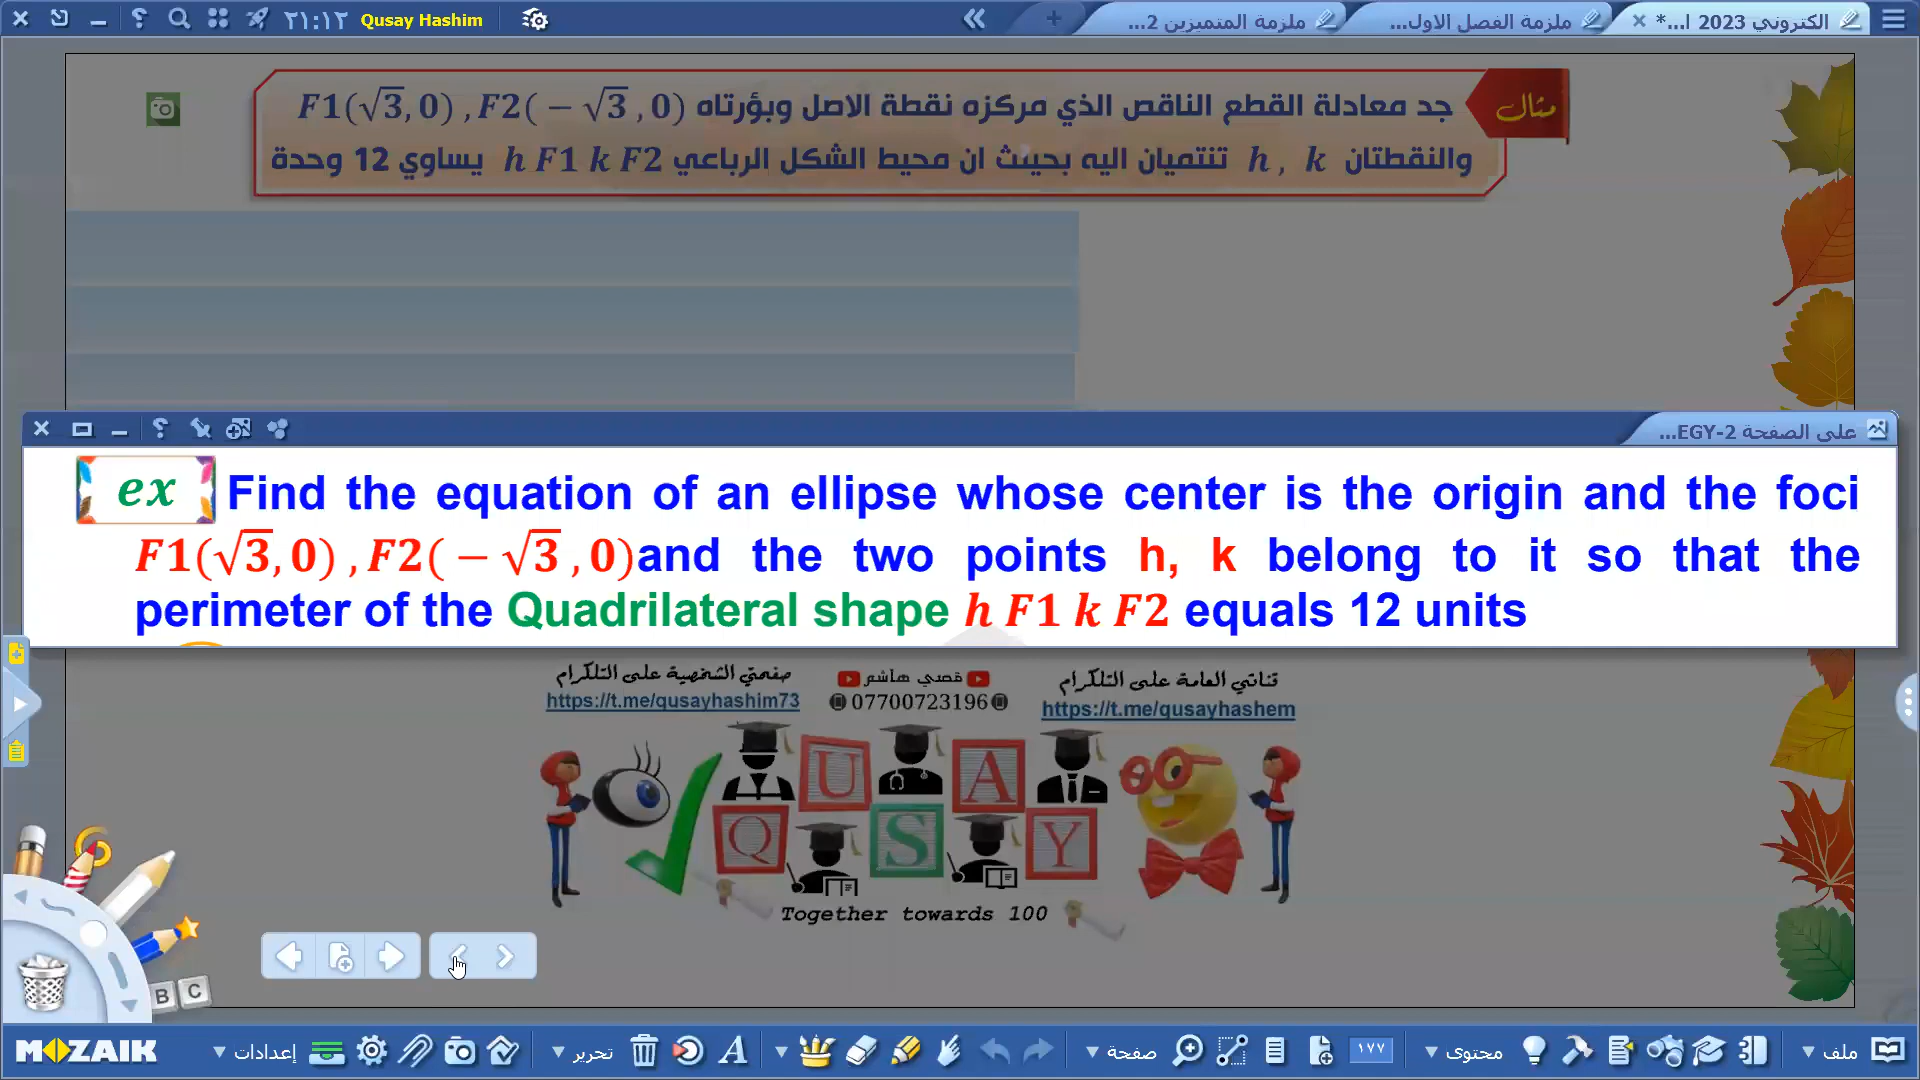 ٢١:١٢ Qusay Hashim
ملزمة المتميزين 2...
ملزمة الفصل الاول...
الكتروني 2023 ا...*
مثال
جد معادلة القطع الناقص الذي مركزه نقطة الاصل وبؤرتاه F1(√3,0) ,F2(−√3,0)
والنقطتان h, k تنتميان اليه بحيث ان محيط الشكل الرباعي h F1 k F2 يساوي 12 وحدة
على الصفحة EGY-2...
ex Find the equation of an ellipse whose center is the origin and the foci
F1(√3,0) ,F2(−√3,0)and the two points h, k belong to it so that the
perimeter of the Quadrilateral shape h F1 k F2 equals 12 units
صفحتي الشخصية على التلكرام
https://t.me/qusayhashim73
قصي هاشم
07700723196
قناتي العامة على التلكرام
https://t.me/qusayhashem
U A
Q S Y
Together towards 100
B C
MOZAIK
إعدادات
تحرير
صفحة
١٧٧
محتوى
ملف